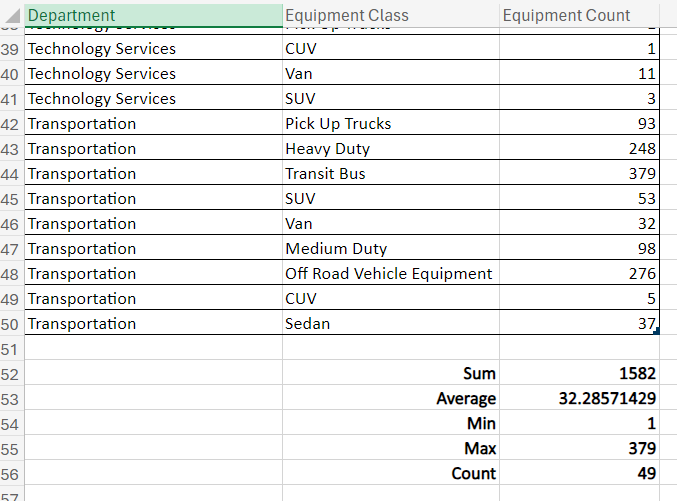 Department Equipment Class Equipment Count
39 Technology Services CUV 1
40 Technology Services Van 11
41 Technology Services SUV 3
42 Transportation Pick Up Trucks 93
43 Transportation Heavy Duty 248
44 Transportation Transit Bus 379
45 Transportation SUV 53
46 Transportation Van 32
47 Transportation Medium Duty 98
48 Transportation Off Road Vehicle Equipment 276
49 Transportation CUV 5
50 Transportation Sedan 37
51
52 Sum 1582
53 Average 32.28571429
54 Min 1
55 Max 379
56 Count 49
57